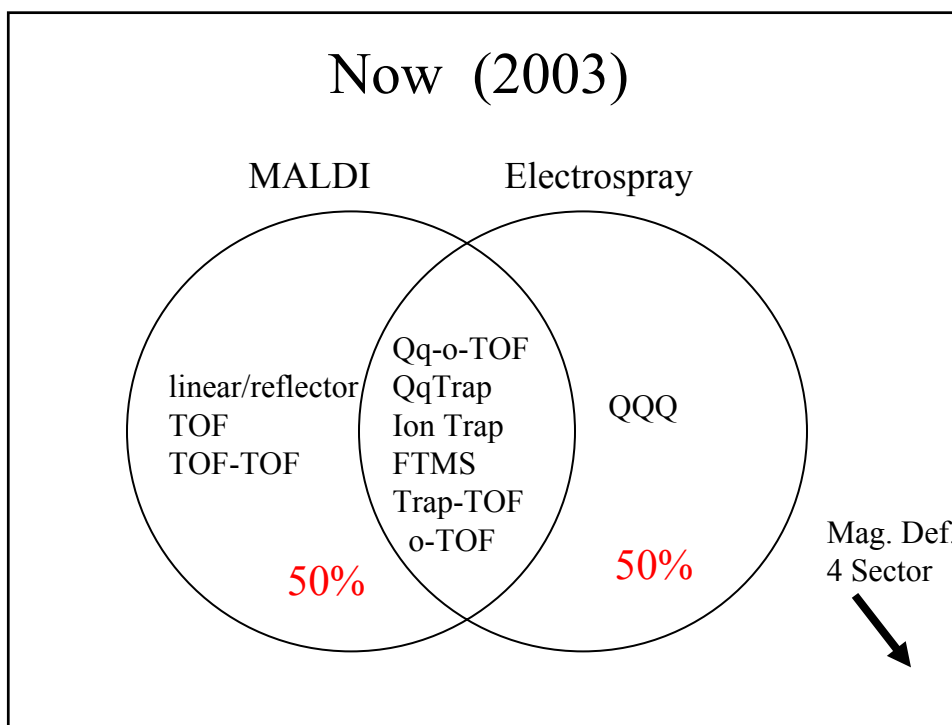 Now (2003)
MALDI
Electrospray
linear/reflector
TOF
TOF-TOF
Qq-o-TOF
QqTrap
Ion Trap
FTMS
Trap-TOF
o-TOF
QQQ
50%
50%
Mag. Def.
4 Sector